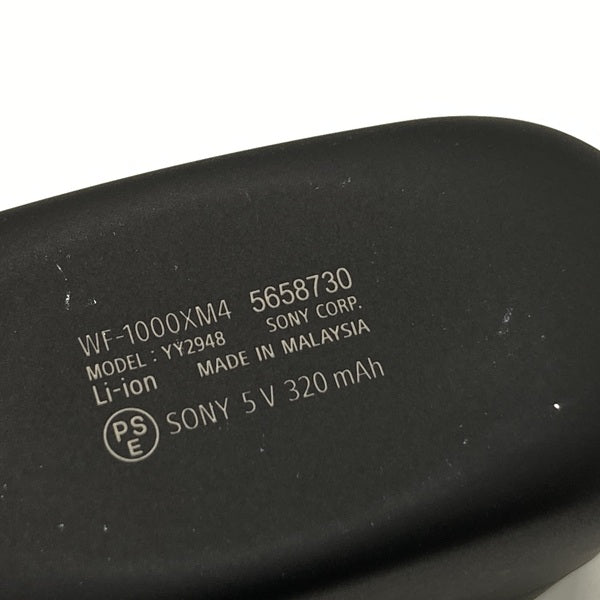 WF-1000XM4 5658730
MODEL : YY2948 SONY CORP.
Li-ion MADE IN MALAYSIA
PSE SONY 5 V 320 mAh